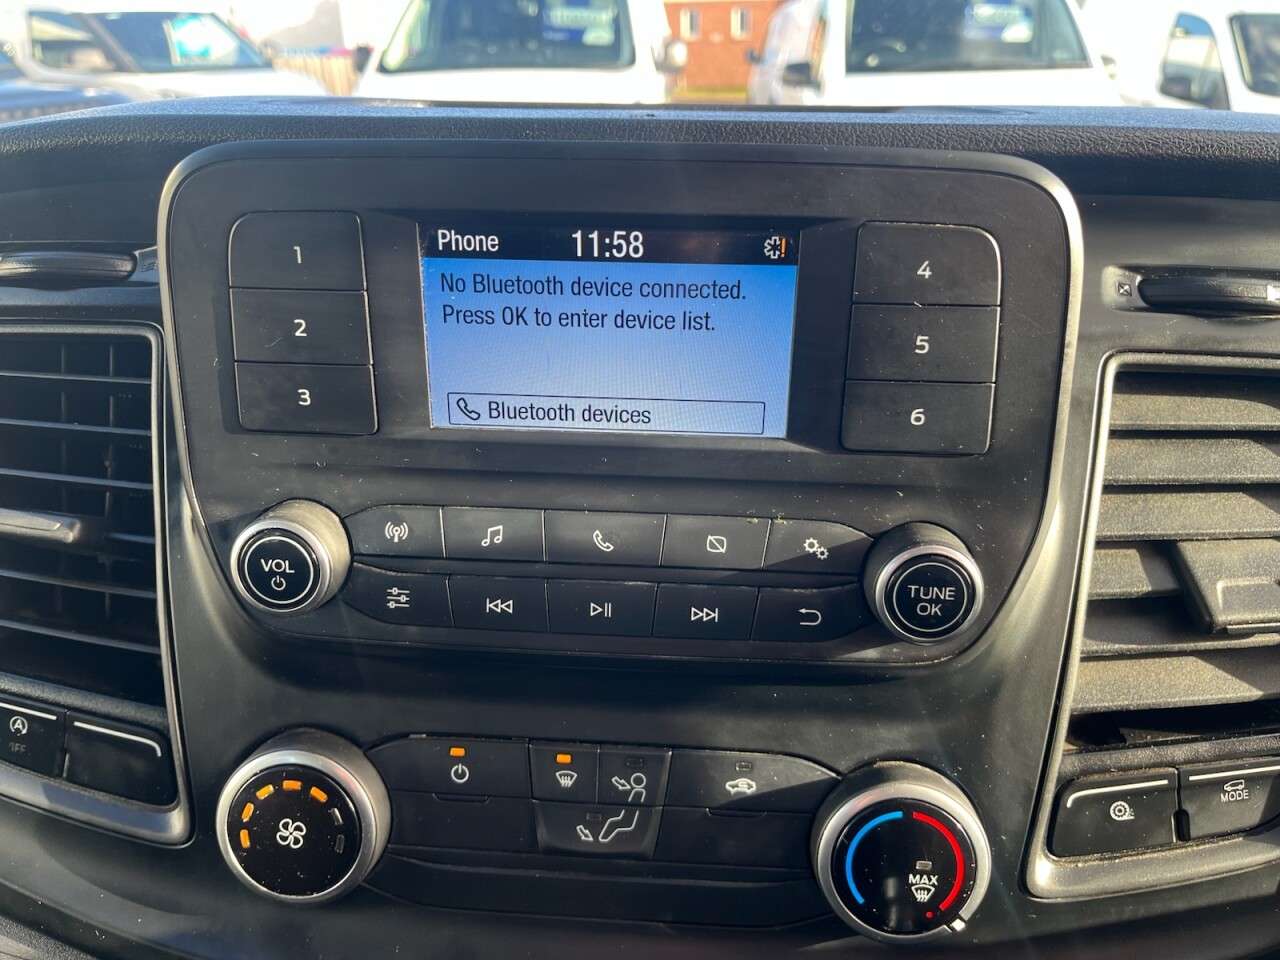 Phone 11:58
No Bluetooth device connected.
Press OK to enter device list.
Bluetooth devices
1
2
3
4
5
6
VOL
TUNE
OK
A
OFF
MAX
MODE